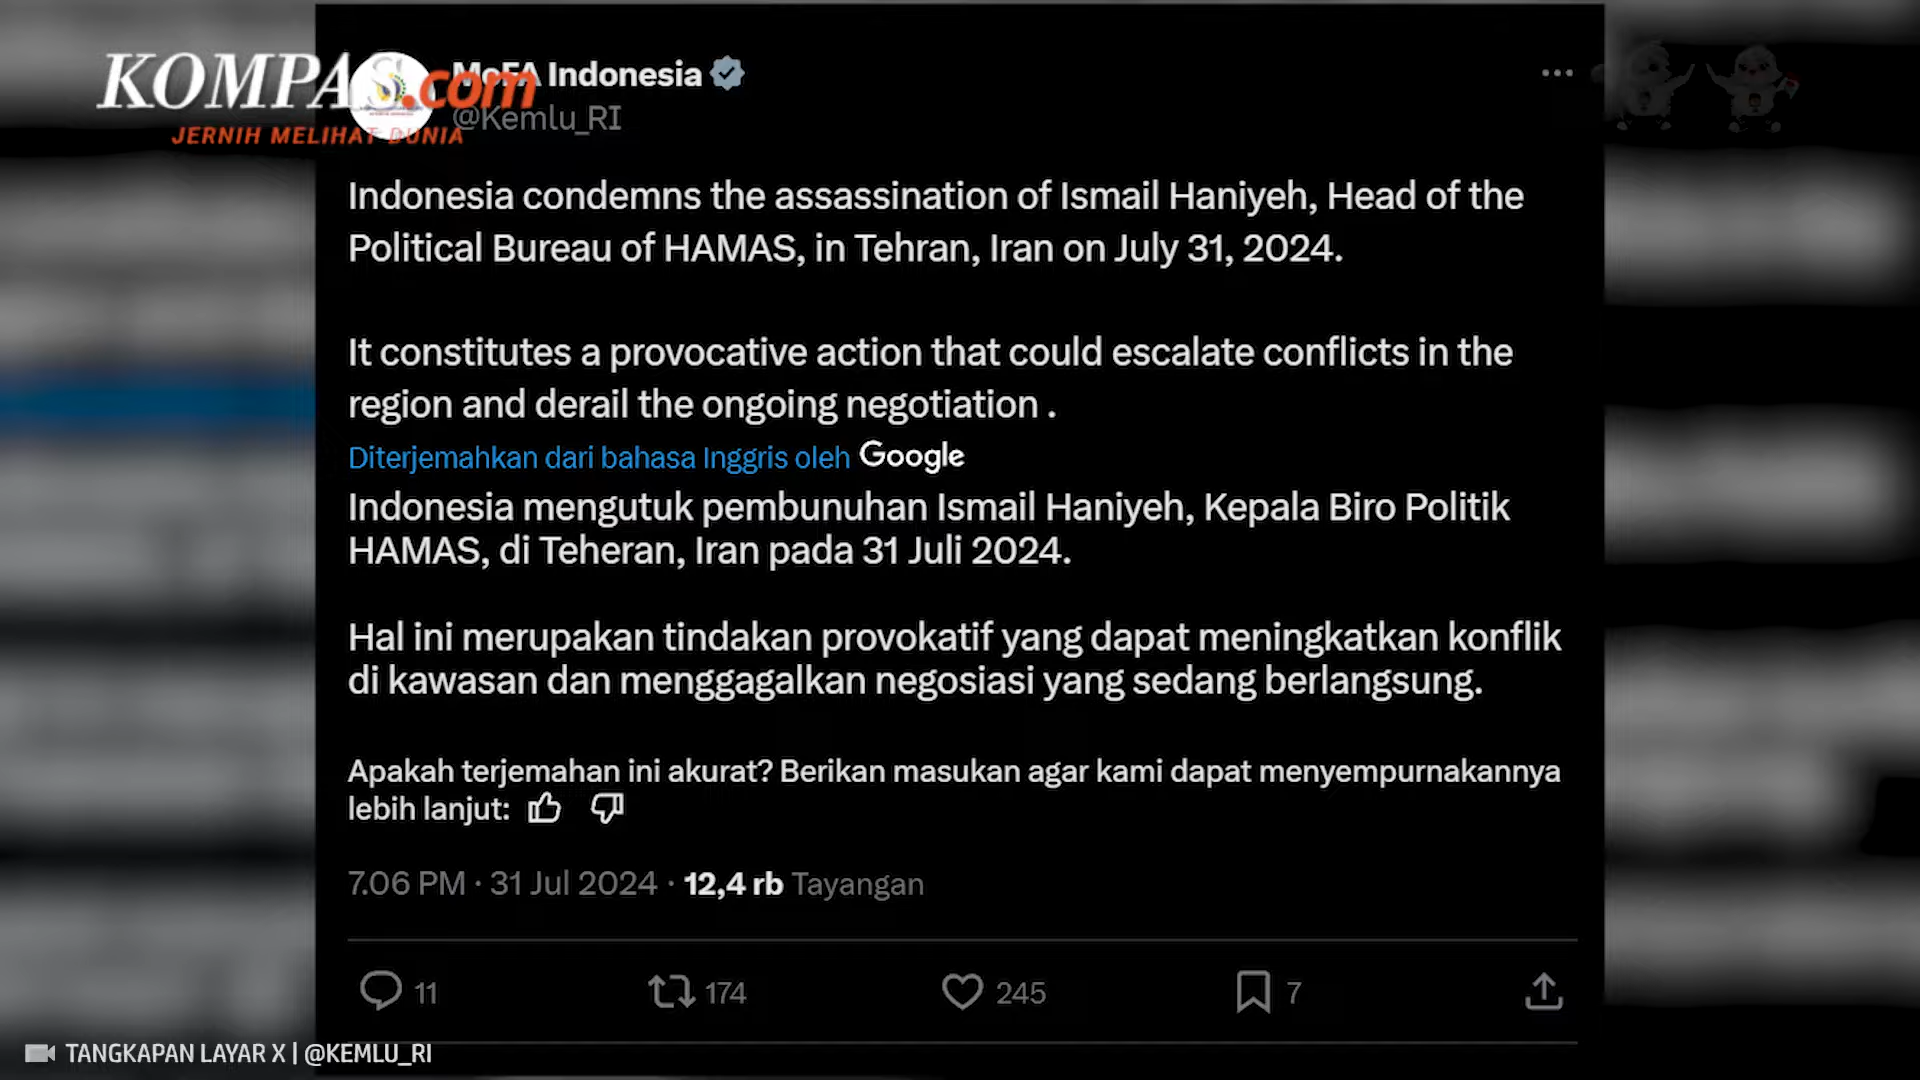 KOMPAS.com
JERNIH MELIHAT DUNIA
MoFA Indonesia
@Kemlu_RI
Indonesia condemns the assassination of Ismail Haniyeh, Head of the
Political Bureau of HAMAS, in Tehran, Iran on July 31, 2024.
It constitutes a provocative action that could escalate conflicts in the
region and derail the ongoing negotiation .
Diterjemahkan dari bahasa Inggris oleh Google
Indonesia mengutuk pembunuhan Ismail Haniyeh, Kepala Biro Politik
HAMAS, di Teheran, Iran pada 31 Juli 2024.
Hal ini merupakan tindakan provokatif yang dapat meningkatkan konflik
di kawasan dan menggagalkan negosiasi yang sedang berlangsung.
Apakah terjemahan ini akurat? Berikan masukan agar kami dapat menyempurnakannya
lebih lanjut:
7.06 PM · 31 Jul 2024 · 12,4 rb Tayangan
11 174 245 7
TANGKAPAN LAYAR X | @KEMLU_RI